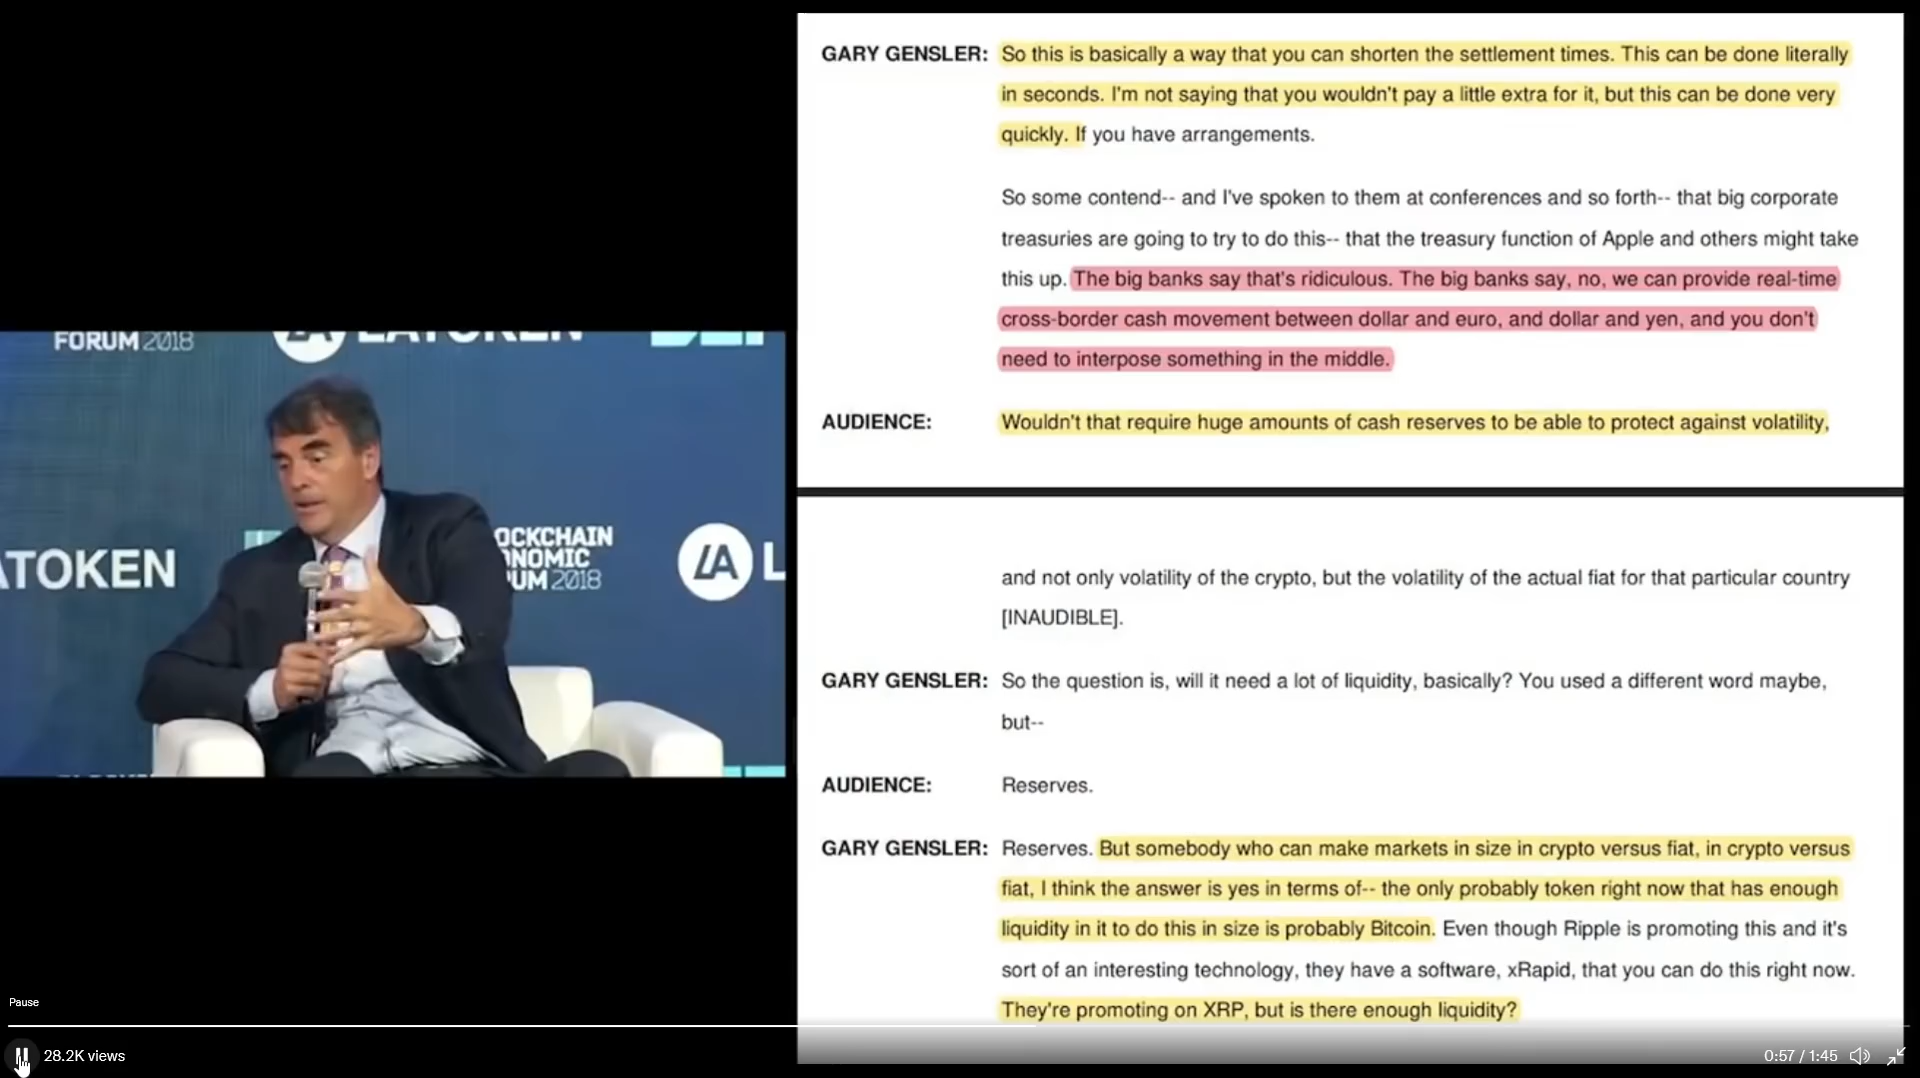 GARY GENSLER: So this is basically a way that you can shorten the settlement times. This can be done literally
in seconds. I'm not saying that you wouldn't pay a little extra for it, but this can be done very
quickly. If you have arrangements.
So some contend-- and I've spoken to them at conferences and so forth-- that big corporate
treasuries are going to try to do this-- that the treasury function of Apple and others might take
this up. The big banks say that's ridiculous. The big banks say, no, we can provide real-time
cross-border cash movement between dollar and euro, and dollar and yen, and you don't
need to interpose something in the middle.
AUDIENCE: Wouldn't that require huge amounts of cash reserves to be able to protect against volatility,
and not only volatility of the crypto, but the volatility of the actual fiat for that particular country
[INAUDIBLE].
GARY GENSLER: So the question is, will it need a lot of liquidity, basically? You used a different word maybe,
but--
AUDIENCE: Reserves.
GARY GENSLER: Reserves. But somebody who can make markets in size in crypto versus fiat, in crypto versus
fiat, I think the answer is yes in terms of-- the only probably token right now that has enough
liquidity in it to do this in size is probably Bitcoin. Even though Ripple is promoting this and it's
sort of an interesting technology, they have a software, xRapid, that you can do this right now.
They're promoting on XRP, but is there enough liquidity?
FORUM 2018
LA LATOKEN
ATOKEN
OCKCHAIN
ONOMIC
UM 2018
LA L
Pause
28.2K views
0:57 / 1:45